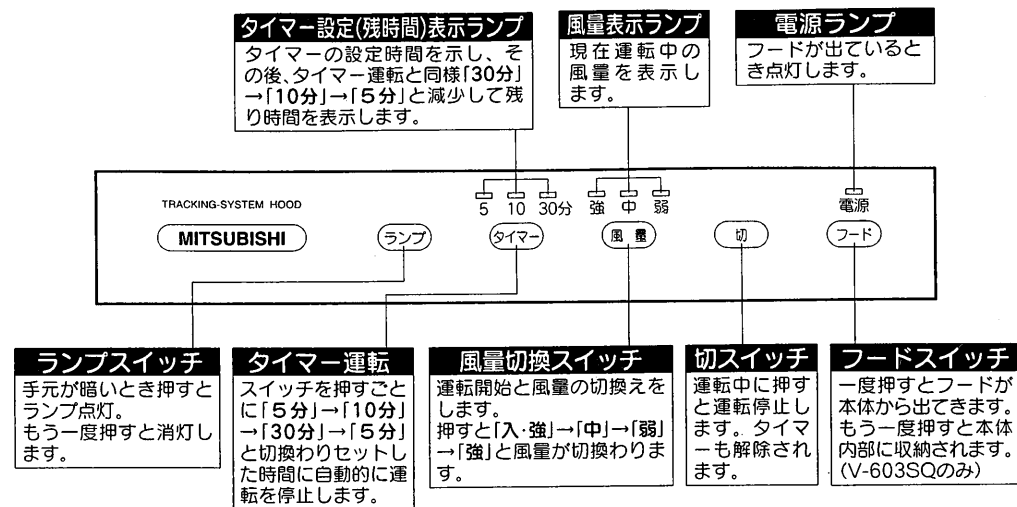 タイマー設定(残時間)表示ランプ
タイマーの設定時間を示し、そ
の後、タイマー運転と同様｢30分｣
→｢10分｣→｢5分｣と減少して残
り時間を表示します。
風量表示ランプ
現在運転中の
風量を表示し
ます。
電源ランプ
フードが出ていると
き点灯します。
TRACKING-SYSTEM HOOD
MITSUBISHI
ランプ
5 10 30分
タイマー
強 中 弱
風量
切
電源
フード
ランプスイッチ
手元が暗いとき押すと
ランプ点灯。
もう一度押すと消灯し
ます。
タイマー運転
スイッチを押すごと
に｢5分｣→｢10分｣
→｢30分｣→｢5分｣
と切換わりセットし
た時間に自動的に運
転を停止します。
風量切換スイッチ
運転開始と風量の切換えを
します。
押すと｢入･強｣→｢中｣→｢弱｣
→｢強｣と風量が切換わりま
す。
切スイッチ
運転中に押す
と運転停止し
ます。タイマ
ーも解除され
ます。
フードスイッチ
一度押すとフードが
本体から出てきます。
もう一度押すと本体
内部に収納されます。
(V-603SQのみ)